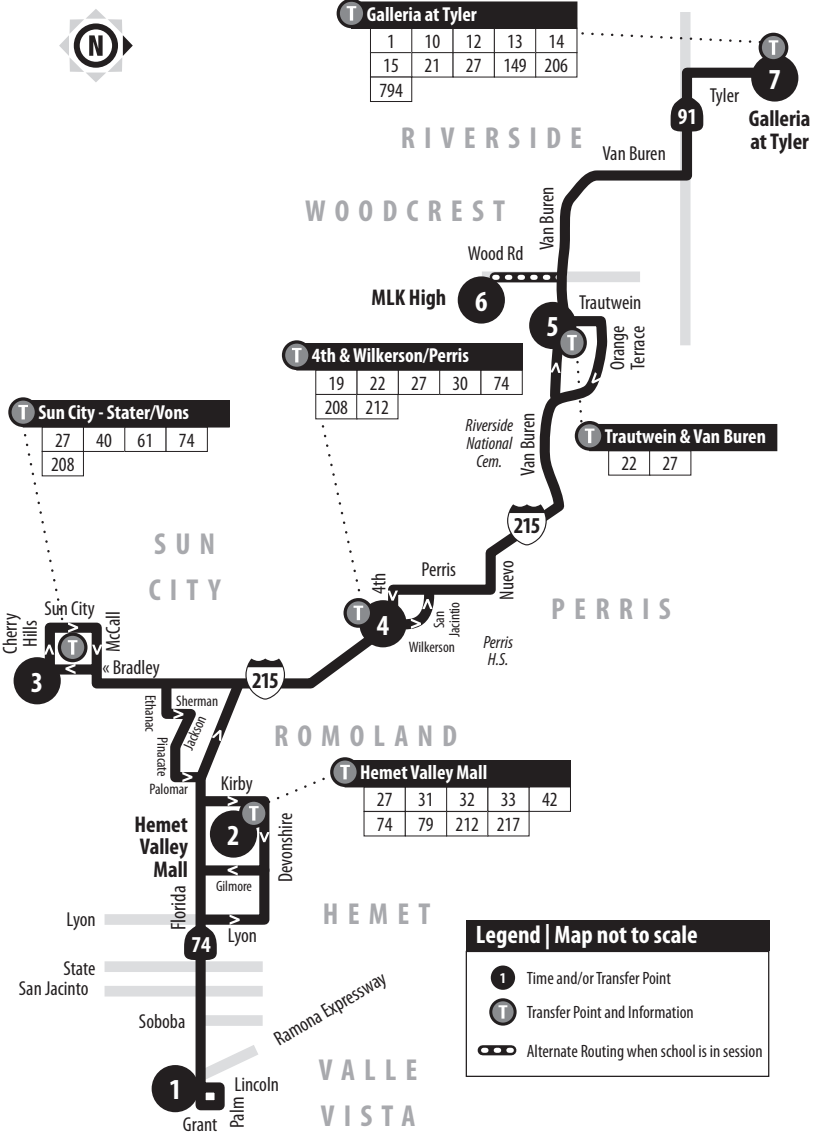 N
T Galleria at Tyler
1 10 12 13 14
15 21 27 149 206
794
T
7
Tyler
Galleria
at Tyler
91
RIVERSIDE
Van Buren
WOODCREST
Van Buren
Wood Rd
MLK High
6
Trautwein
5
T
Orange
Terrace
T 4th & Wilkerson/Perris
19 22 27 30 74
208 212
T Sun City - Stater/Vons
27 40 61 74
208
Riverside
National
Cem.
Van Buren
T Trautwein & Van Buren
22 27
215
SUN
CITY
4th
Perris
Nuevo
PERRIS
T
4
San
Jacintio
Wilkerson
Perris
H.S.
Cherry
Hills
Sun City
McCall
T
3
« Bradley
215
Ethanac
Sherman
Jackson
Pinacate
Palomar
ROMOLAND
Kirby
T Hemet Valley Mall
27 31 32 33 42
74 79 212 217
Hemet
Valley
Mall
2
T
Devonshire
Gilmore
Florida
Lyon
Lyon
HEMET
74
State
San Jacinto
Soboba
Ramona Expressway
1
Lincoln
Palm
Grant
VALLE
VISTA
Legend | Map not to scale
1 Time and/or Transfer Point
T Transfer Point and Information
Alternate Routing when school is in session